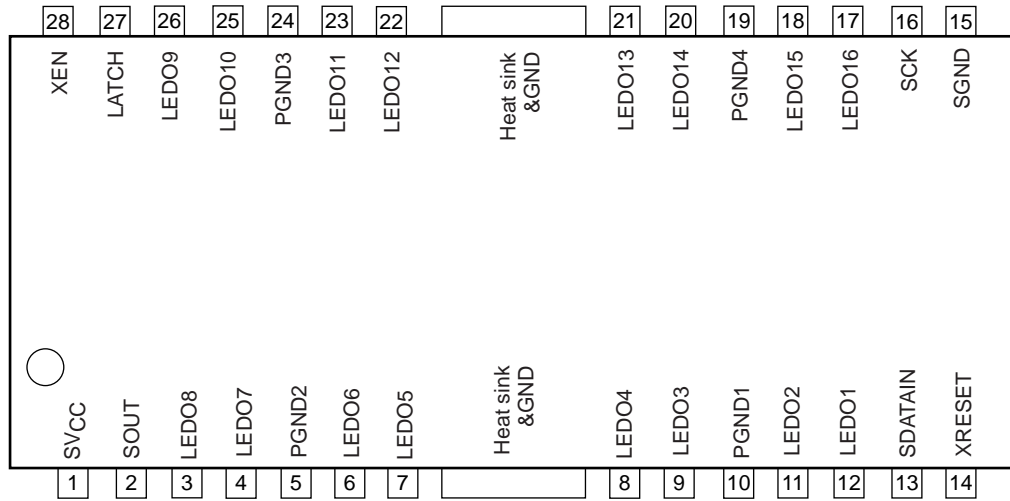 28 27 26 25 24 23 22 21 20 19 18 17 16 15
XEN
LATCH
LEDO9
LEDO10
PGND3
LEDO11
LEDO12
Heat sink
&GND
LEDO13
LEDO14
PGND4
LEDO15
LEDO16
SCK
SGND
SVCC
SOUT
LEDO8
LEDO7
PGND2
LEDO6
LEDO5
Heat sink
&GND
LEDO4
LEDO3
PGND1
LEDO2
LEDO1
SDATAIN
XRESET
1 2 3 4 5 6 7 8 9 10 11 12 13 14